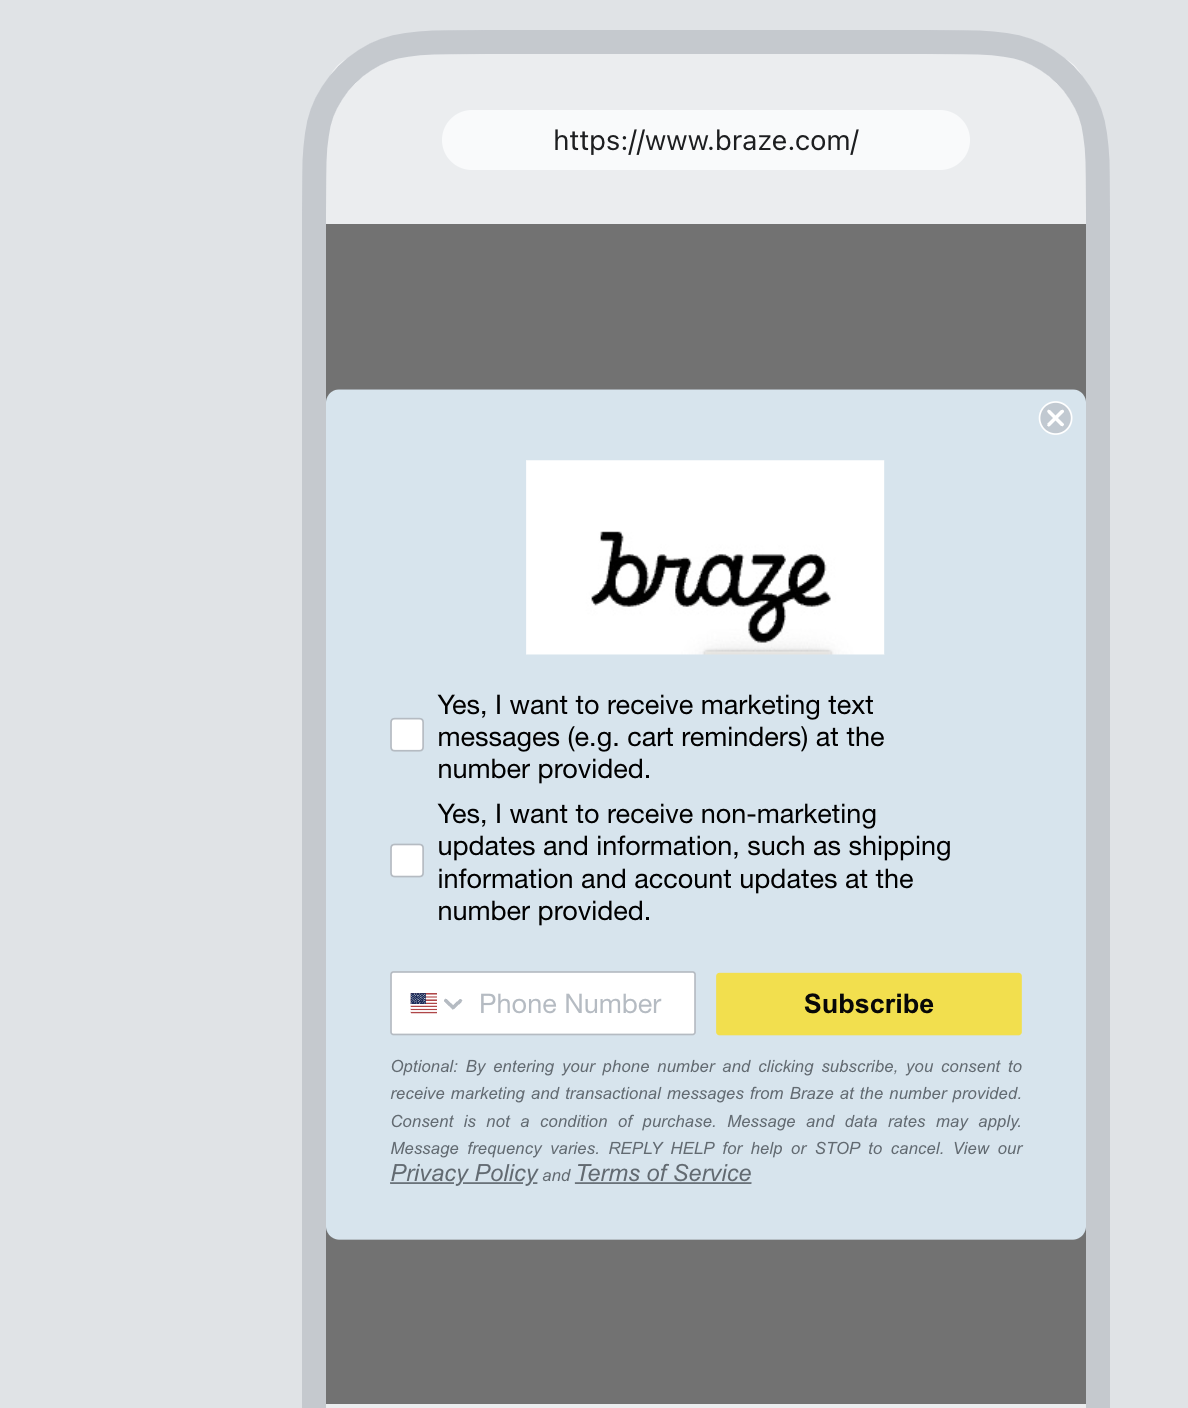 https://www.braze.com/
braze
Yes, I want to receive marketing text
messages (e.g. cart reminders) at the
number provided.
Yes, I want to receive non-marketing
updates and information, such as shipping
information and account updates at the
number provided.
Phone Number
Subscribe
Optional: By entering your phone number and clicking subscribe, you consent to
receive marketing and transactional messages from Braze at the number provided.
Consent is not a condition of purchase. Message and data rates may apply.
Message frequency varies. REPLY HELP for help or STOP to cancel. View our
Privacy Policy and Terms of Service